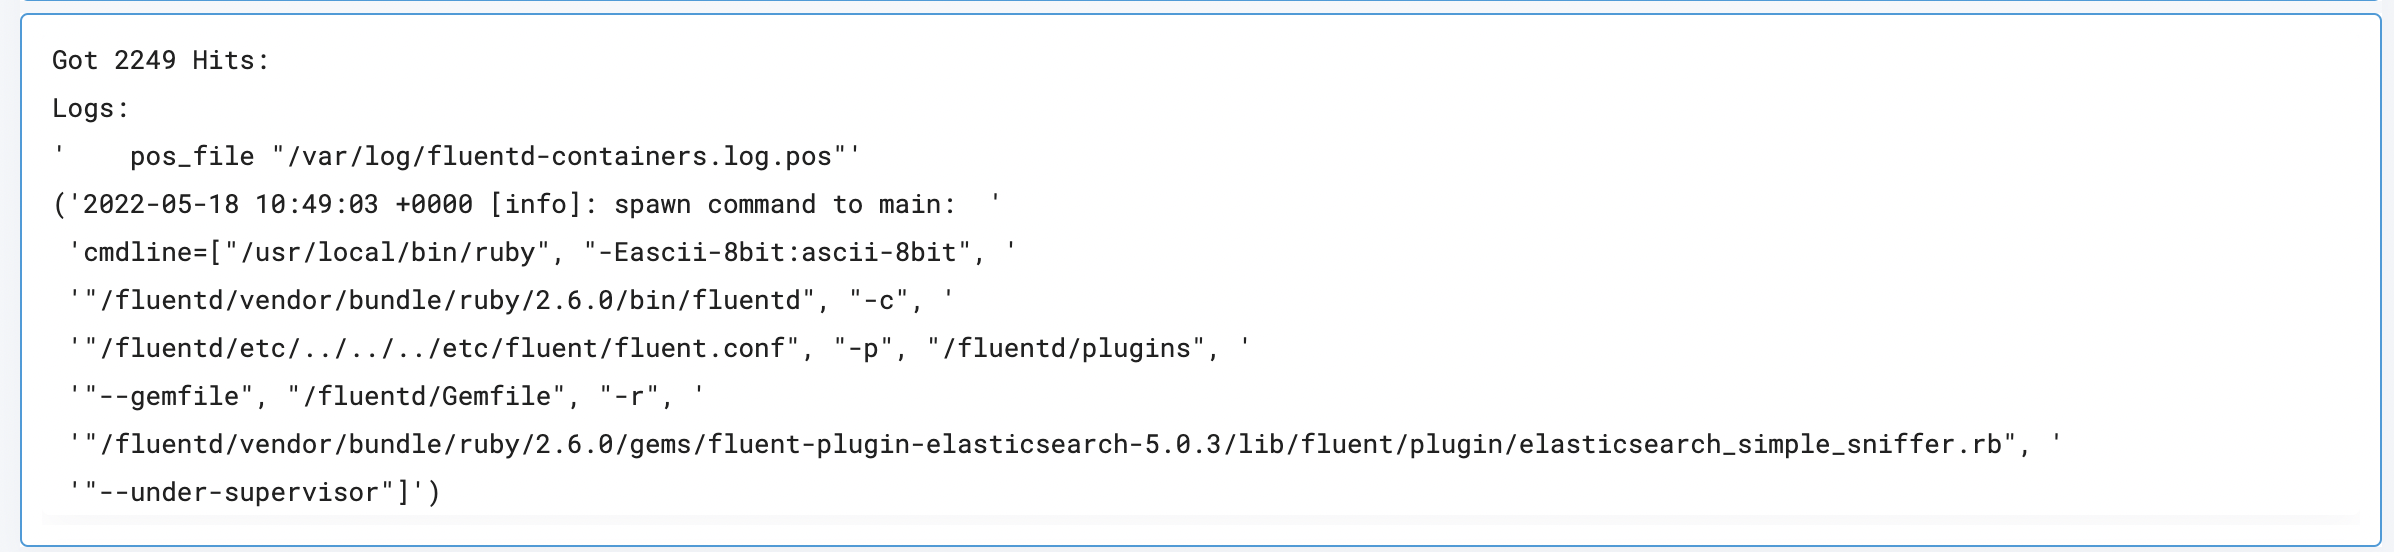 Got 2249 Hits:
Logs:
'    pos_file "/var/log/fluentd-containers.log.pos"'
('2022-05-18 10:49:03 +0000 [info]: spawn command to main:  '
 'cmdline=["/usr/local/bin/ruby", "-Eascii-8bit:ascii-8bit", '
 '"/fluentd/vendor/bundle/ruby/2.6.0/bin/fluentd", "-c", '
 '"/fluentd/etc/../../../etc/fluent/fluent.conf", "-p", "/fluentd/plugins", '
 '"--gemfile", "/fluentd/Gemfile", "-r", '
 '"/fluentd/vendor/bundle/ruby/2.6.0/gems/fluent-plugin-elasticsearch-5.0.3/lib/fluent/plugin/elasticsearch_simple_sniffer.rb", '
 '"--under-supervisor"]')